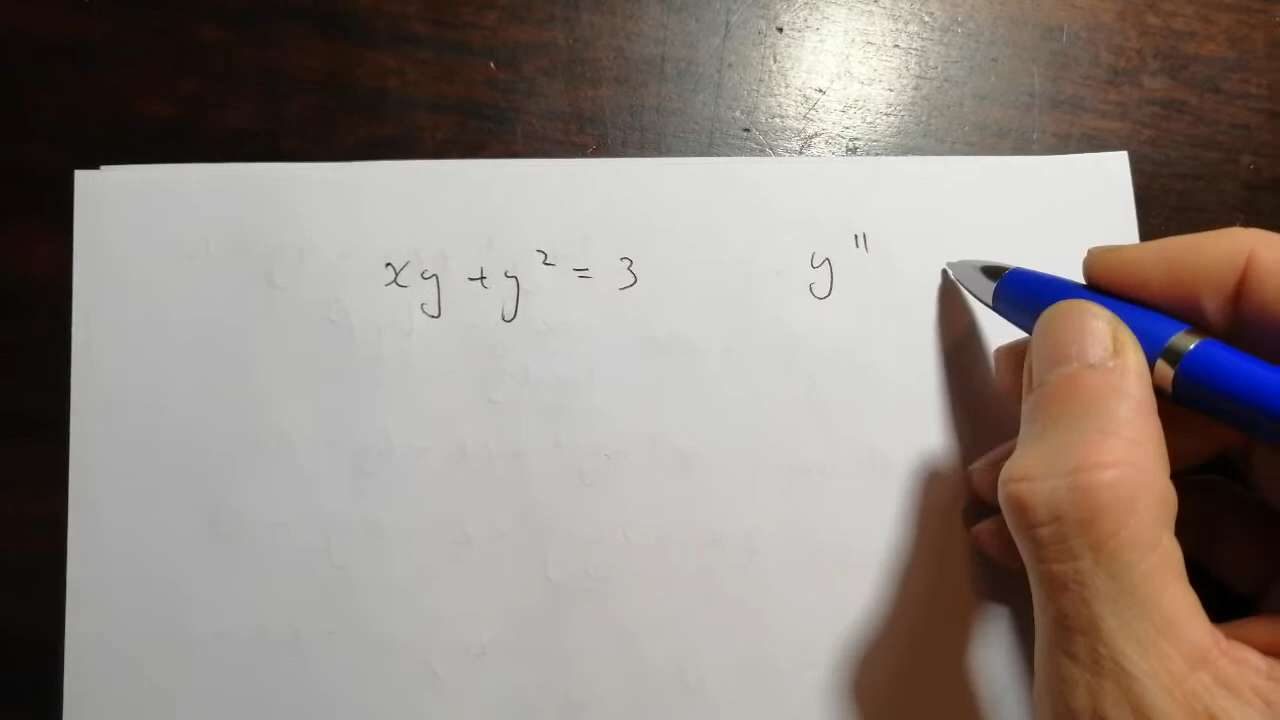 xy + y² = 3 y''